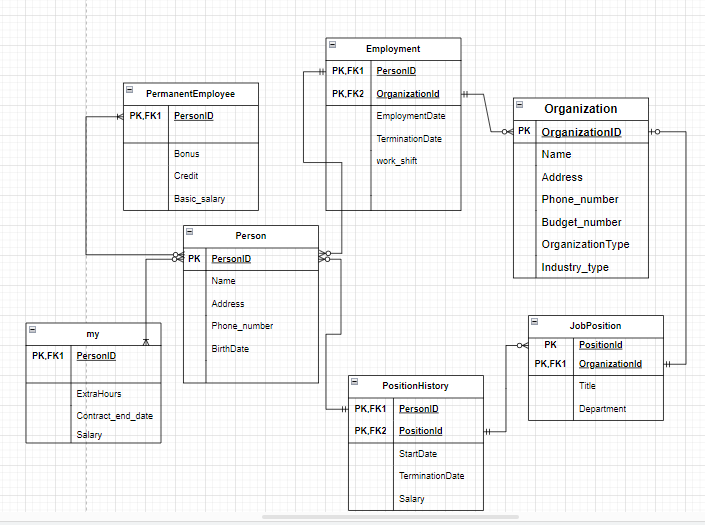 Employment
PK,FK1 PersonID
PK,FK2 OrganizationId
EmploymentDate
TerminationDate
work_shift
PermanentEmployee
PK,FK1 PersonID
Bonus
Credit
Basic_salary
Organization
PK OrganizationID
Name
Address
Phone_number
Budget_number
OrganizationType
Industry_type
Person
PK PersonID
Name
Address
Phone_number
BirthDate
my
PK,FK1 PersonID
ExtraHours
Contract_end_date
Salary
JobPosition
PK PositionId
PK,FK1 OrganizationId
Title
Department
PositionHistory
PK,FK1 PersonID
PK,FK2 PositionId
StartDate
TerminationDate
Salary